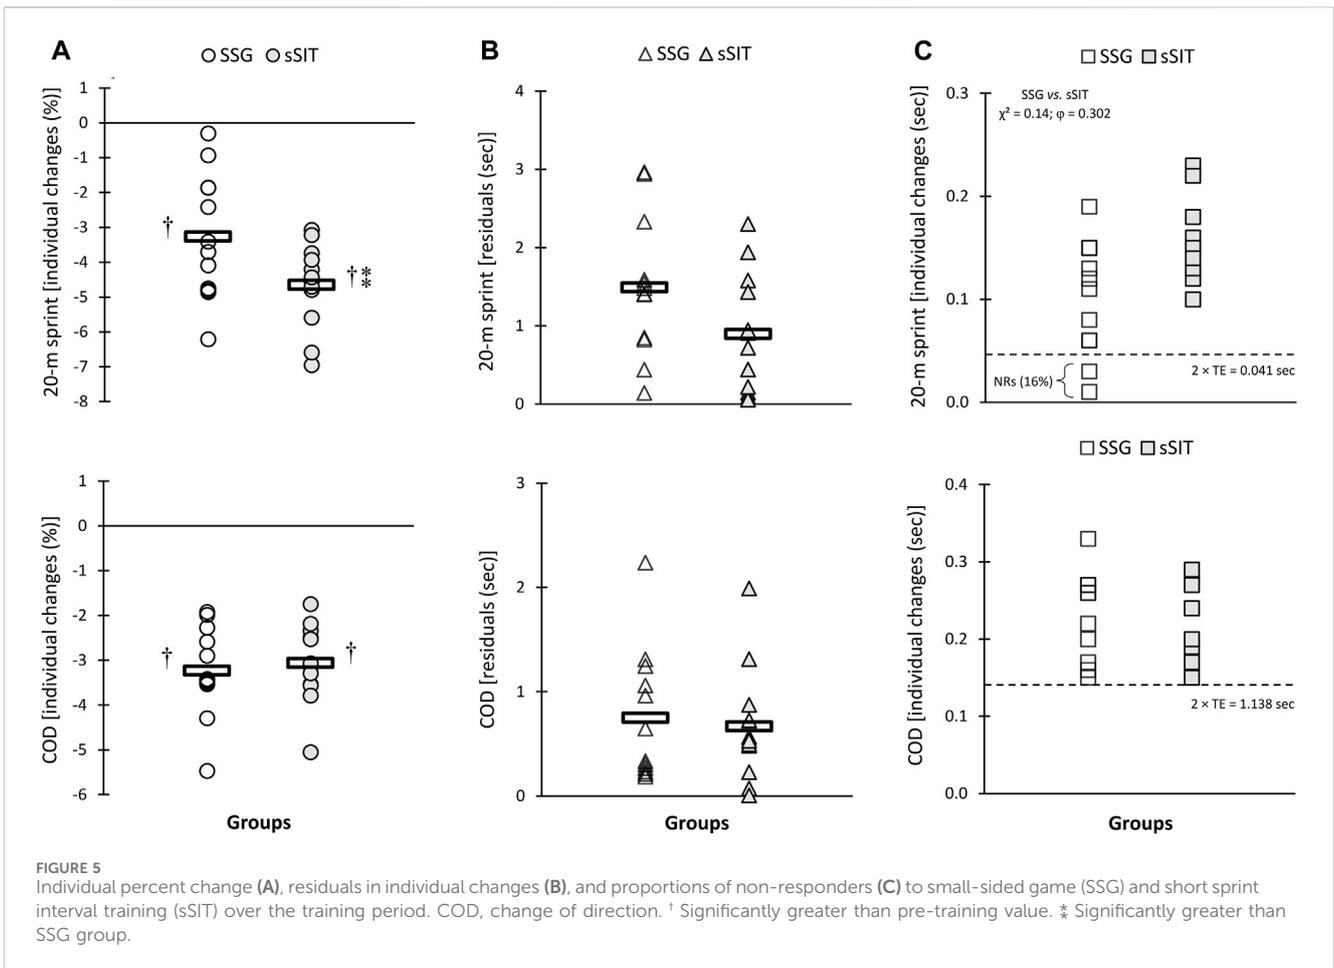 A
SSG sSIT
20-m sprint [individual changes (%)]
1
0
-1
-2
-3
-4
-5
-6
-7
-8
†
†⁑
B
SSG sSIT
20-m sprint [residuals (sec)]
4
3
2
1
0
C
SSG sSIT
20-m sprint [individual changes (sec)]
0.3
0.2
0.1
0.0
SSG vs. sSIT
χ² = 0.14; φ = 0.302
2 × TE = 0.041 sec
NRs (16%)
COD [individual changes (%)]
1
0
-1
-2
-3
-4
-5
-6
†
†
Groups
COD [residuals (sec)]
3
2
1
0
Groups
SSG sSIT
COD [individual changes (sec)]
0.4
0.3
0.2
0.1
0.0
2 × TE = 1.138 sec
Groups
FIGURE 5
Individual percent change (A), residuals in individual changes (B), and proportions of non-responders (C) to small-sided game (SSG) and short sprint
interval training (sSIT) over the training period. COD, change of direction. † Significantly greater than pre-training value. ⁑ Significantly greater than
SSG group.